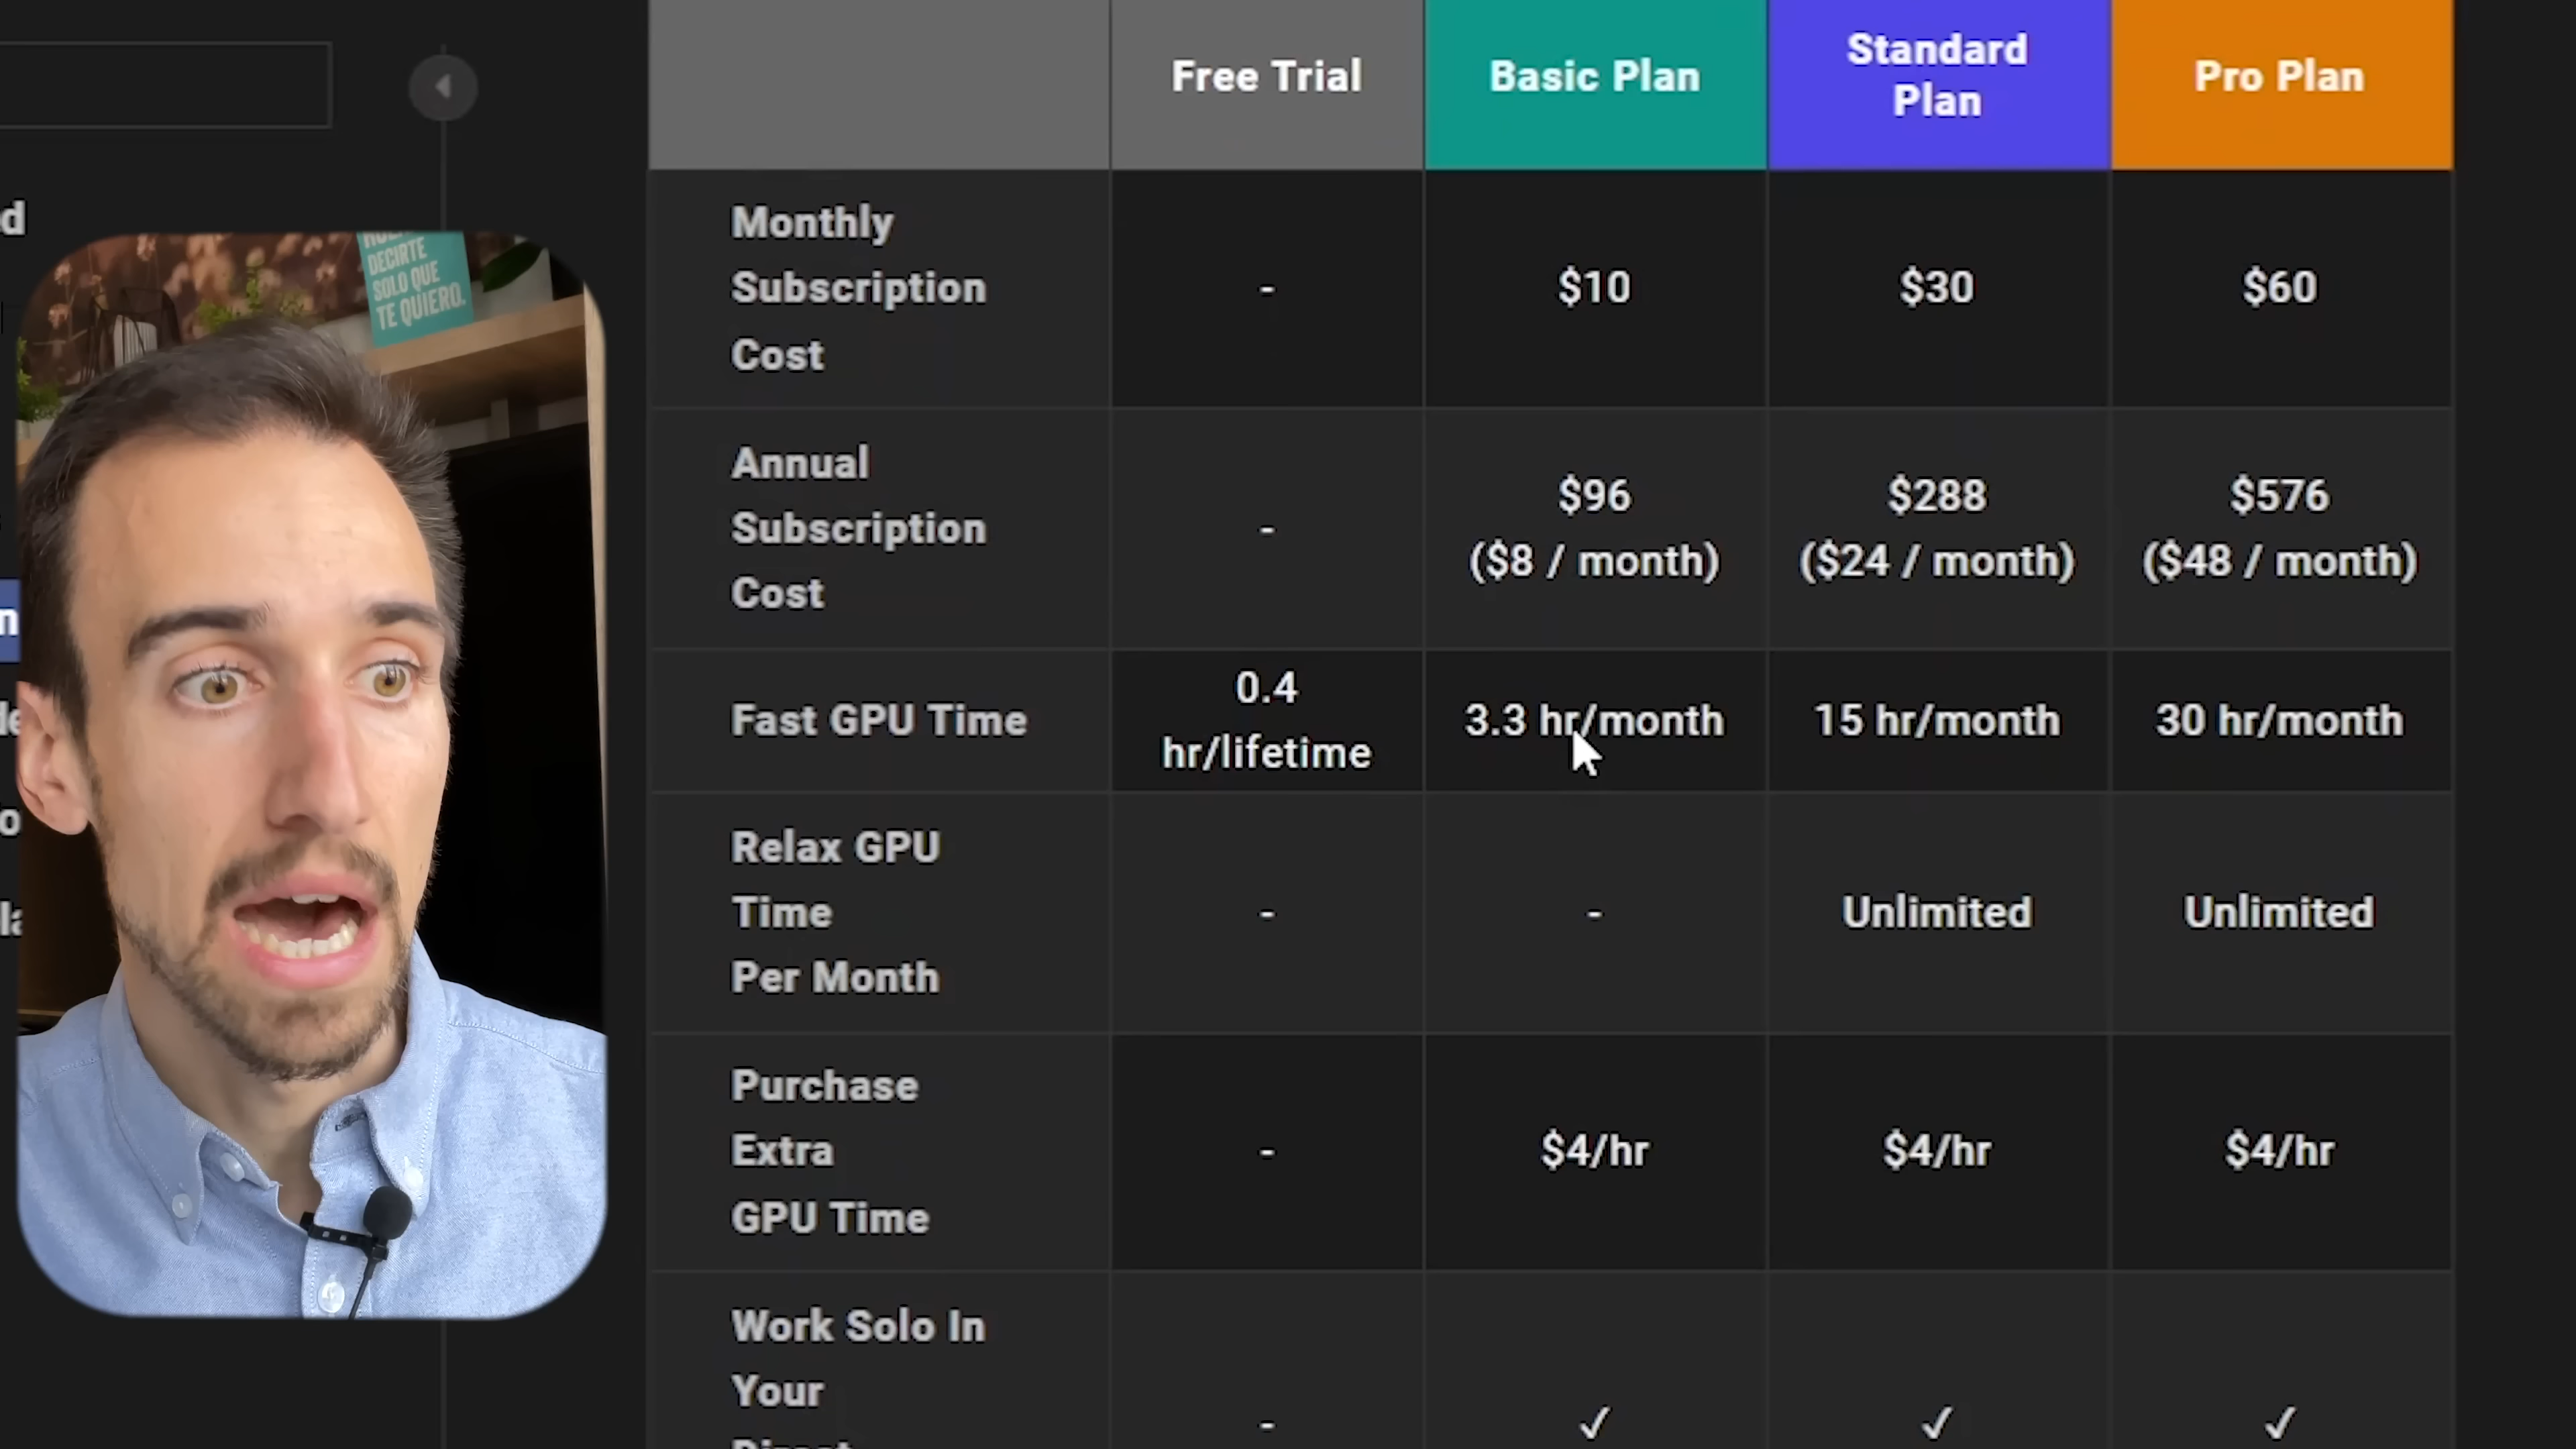 Free Trial
Basic Plan
Standard
Plan
Pro Plan
Monthly
Subscription
Cost
-
$10
$30
$60
Annual
Subscription
Cost
-
$96
($8 / month)
$288
($24 / month)
$576
($48 / month)
Fast GPU Time
0.4
hr/lifetime
3.3 hr/month
15 hr/month
30 hr/month
Relax GPU
Time
Per Month
-
-
Unlimited
Unlimited
Purchase
Extra
GPU Time
-
$4/hr
$4/hr
$4/hr
Work Solo In
Your
-
✓
✓
✓
DECIRTE
SOLO QUE
TE QUIERO.